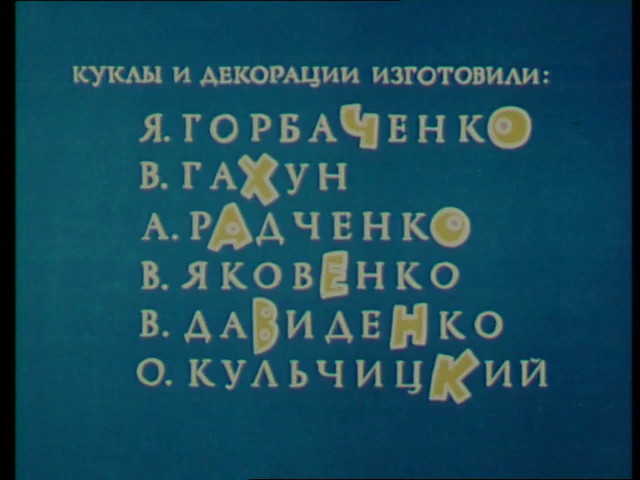 КУКЛЫ И ДЕКОРАЦИИ ИЗГОТОВИЛИ:
Я. ГОРБАЧЕНКО
В. ГАХУН
А. РАДЧЕНКО
В. ЯКОВЕНКО
В. ДАВИДЕНКО
О. КУЛЬЧИЦКИЙ